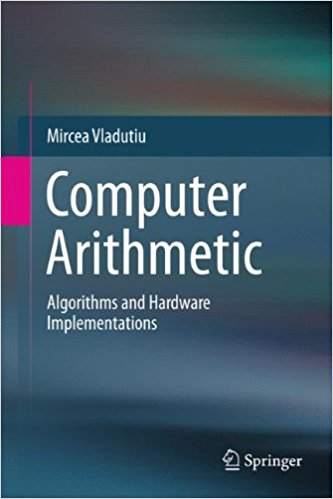 Mircea Vladutiu
Computer
Arithmetic
Algorithms and Hardware
Implementations
Springer